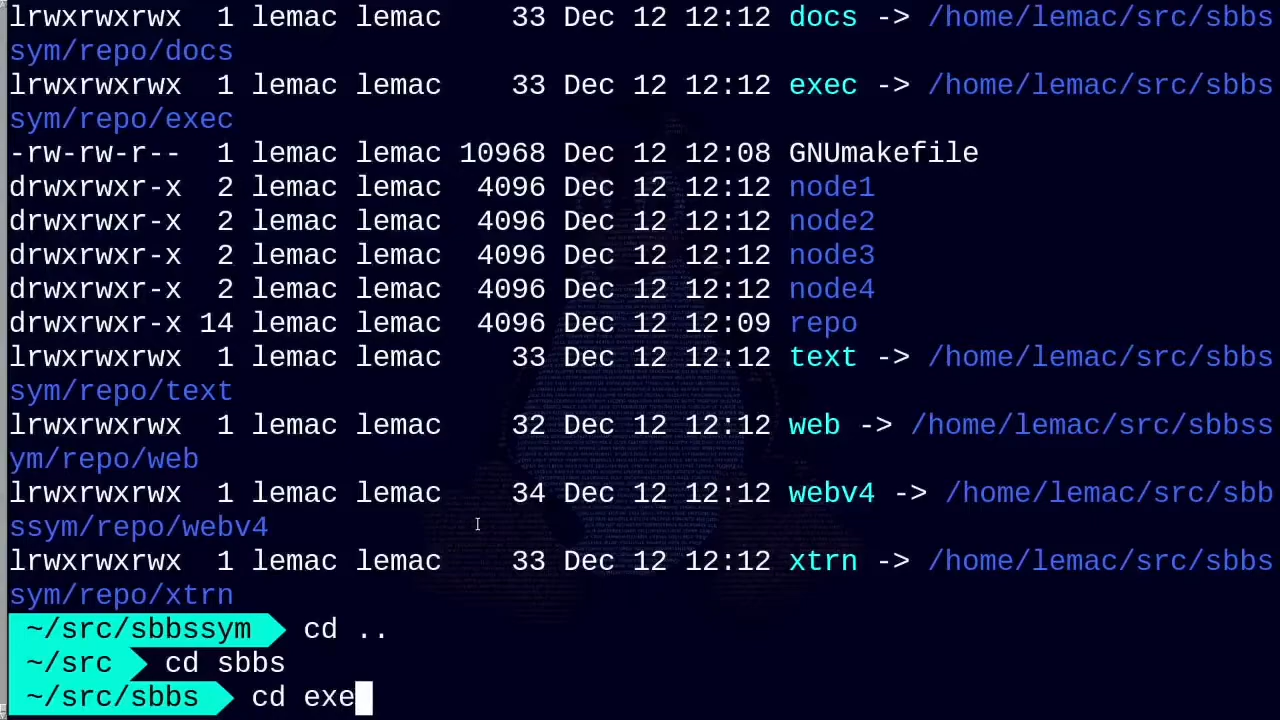 lrwxrwxrwx  1 lemac lemac    33 Dec 12 12:12 docs -> /home/lemac/src/sbbs
sym/repo/docs
lrwxrwxrwx  1 lemac lemac    33 Dec 12 12:12 exec -> /home/lemac/src/sbbs
sym/repo/exec
-rw-rw-r--  1 lemac lemac 10968 Dec 12 12:08 GNUmakefile
drwxrwxr-x  2 lemac lemac  4096 Dec 12 12:12 node1
drwxrwxr-x  2 lemac lemac  4096 Dec 12 12:12 node2
drwxrwxr-x  2 lemac lemac  4096 Dec 12 12:12 node3
drwxrwxr-x  2 lemac lemac  4096 Dec 12 12:12 node4
drwxrwxr-x 14 lemac lemac  4096 Dec 12 12:09 repo
lrwxrwxrwx  1 lemac lemac    33 Dec 12 12:12 text -> /home/lemac/src/sbbs
sym/repo/text
lrwxrwxrwx  1 lemac lemac    32 Dec 12 12:12 web -> /home/lemac/src/sbbss
ym/repo/web
lrwxrwxrwx  1 lemac lemac    34 Dec 12 12:12 webv4 -> /home/lemac/src/sbb
ssym/repo/webv4
lrwxrwxrwx  1 lemac lemac    33 Dec 12 12:12 xtrn -> /home/lemac/src/sbbs
sym/repo/xtrn
~/src/sbbssym cd ..
~/src cd sbbs
~/src/sbbs cd exe